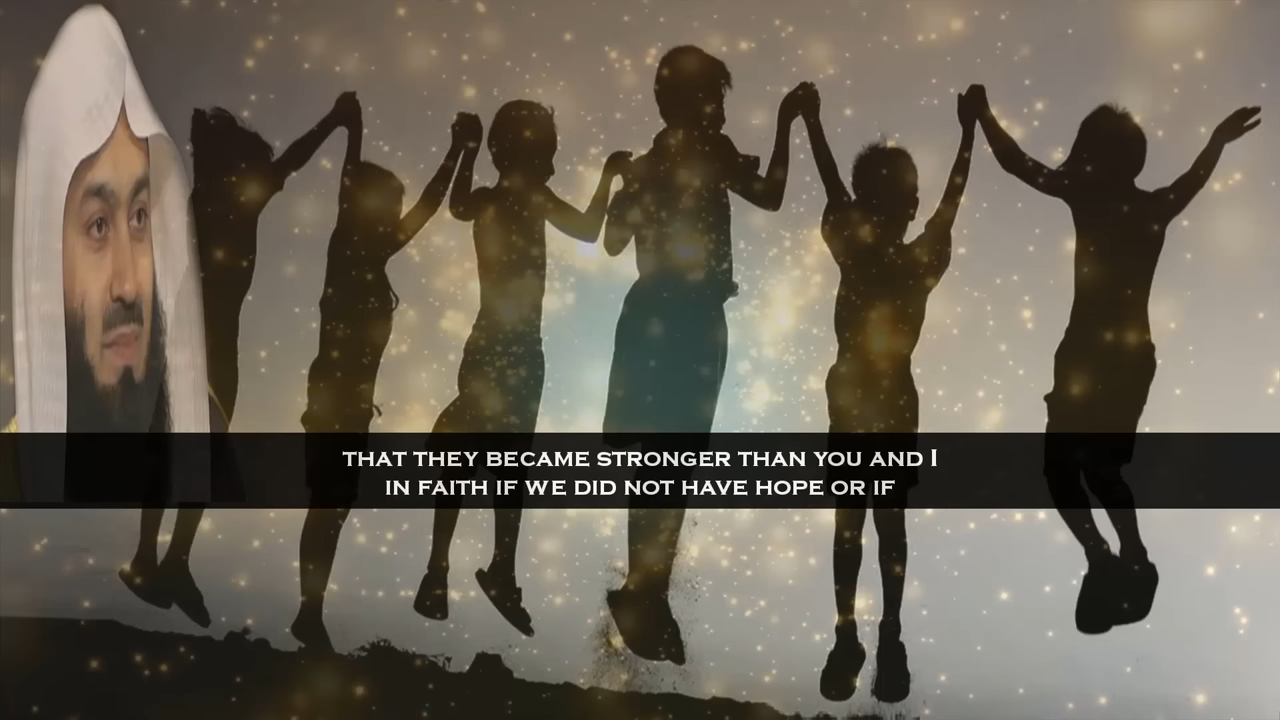 THAT THEY BECAME STRONGER THAN YOU AND I
IN FAITH IF WE DID NOT HAVE HOPE OR IF